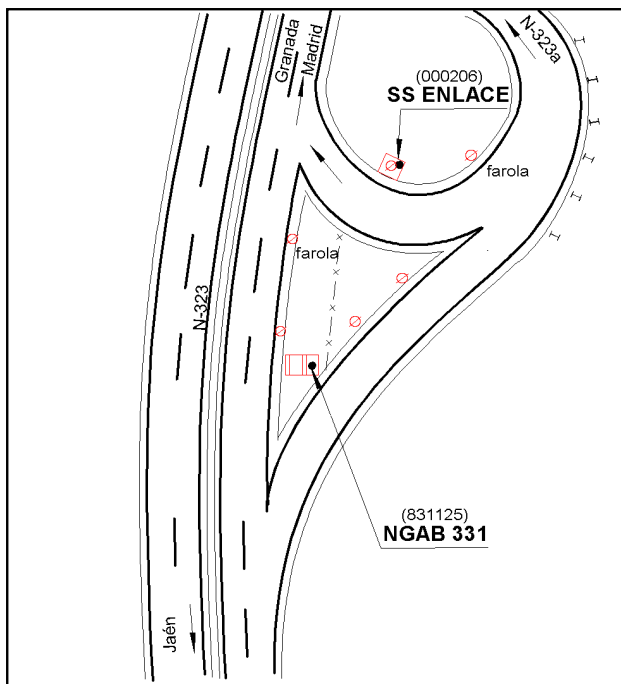 Granada
Madrid
N-323a
(000206)
SS ENLACE
farola
farola
N-323
(831125)
NGAB 331
Jaén